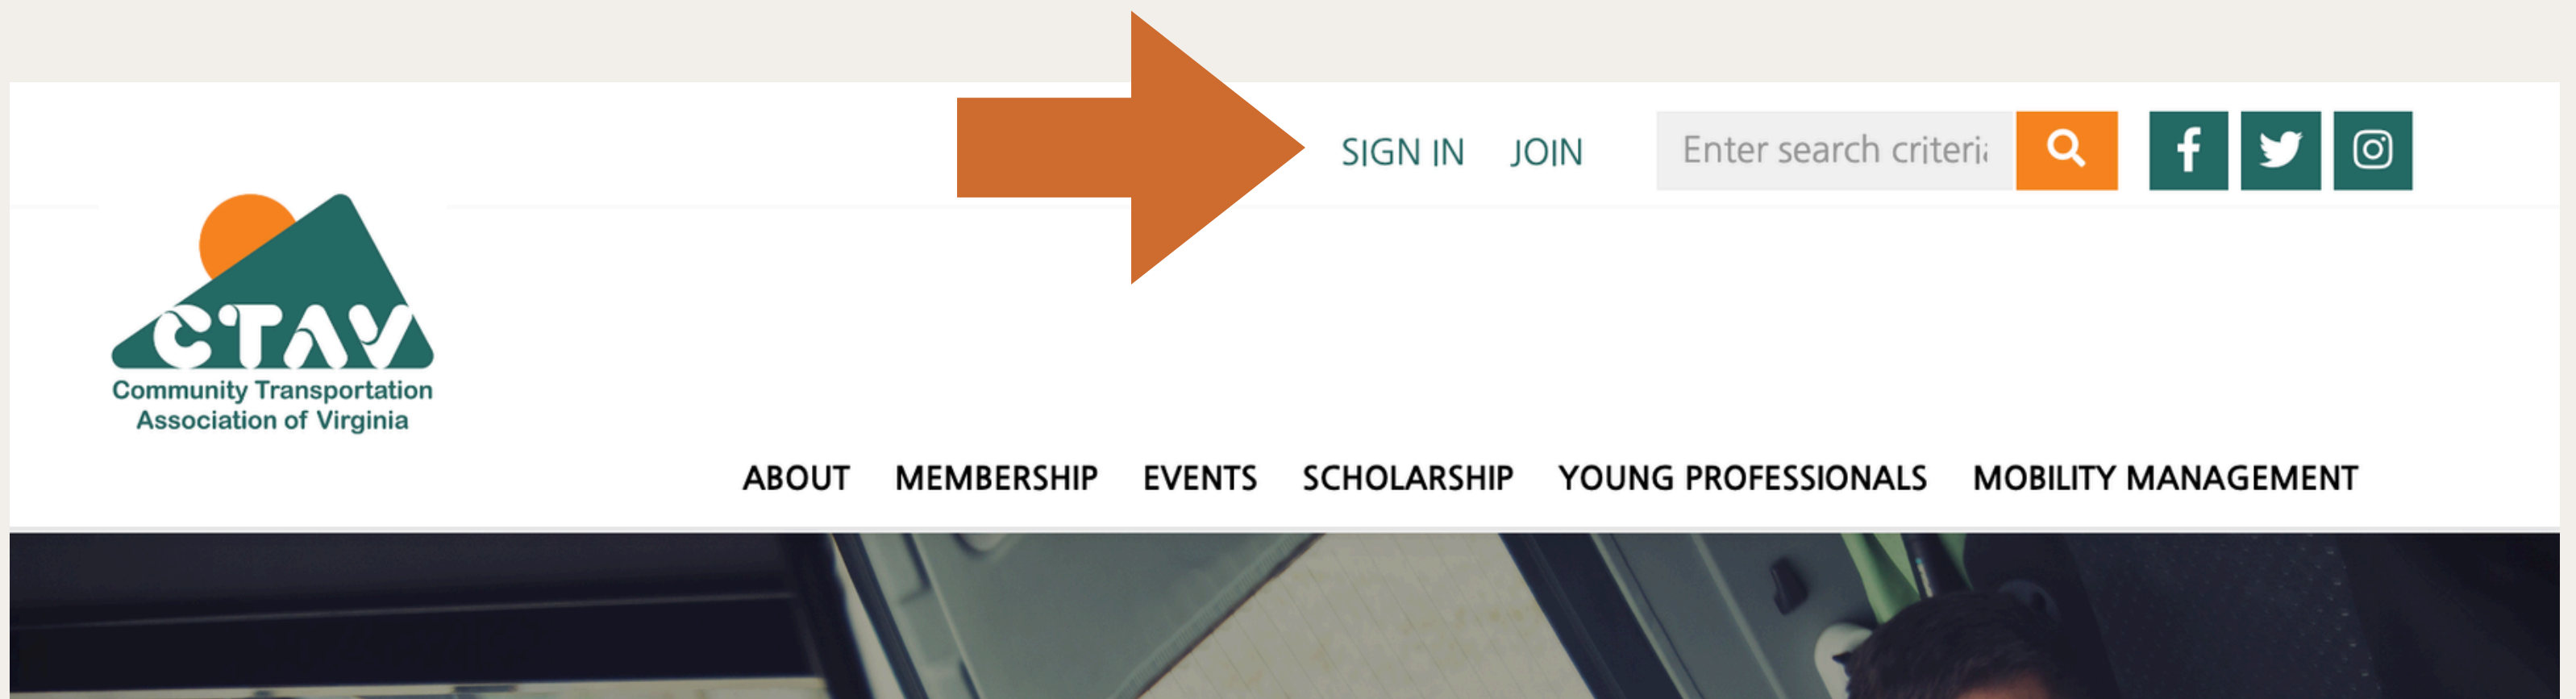 SIGN IN JOIN Enter search criteri
CTAV
Community Transportation
Association of Virginia
ABOUT MEMBERSHIP EVENTS SCHOLARSHIP YOUNG PROFESSIONALS MOBILITY MANAGEMENT